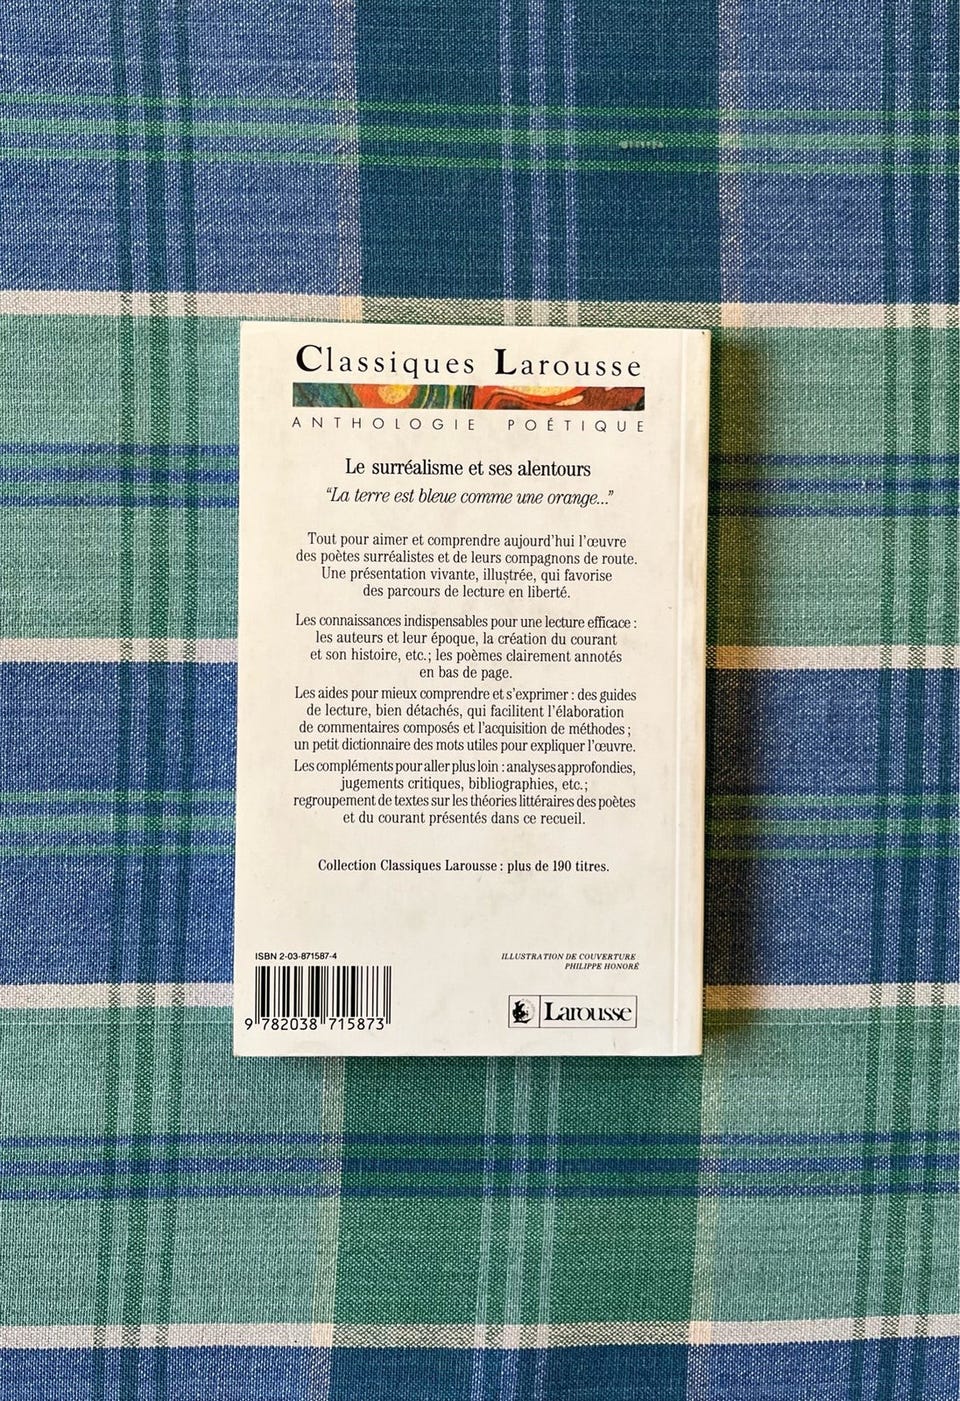 Classiques Larousse
ANTHOLOGIE POÉTIQUE
Le surréalisme et ses alentours
“La terre est bleue comme une orange...”
Tout pour aimer et comprendre aujourd’hui l’œuvre
des poètes surréalistes et de leurs compagnons de route.
Une présentation vivante, illustrée, qui favorise
des parcours de lecture en liberté.
Les connaissances indispensables pour une lecture efficace :
les auteurs et leur époque, la création du courant
et son histoire, etc. ; les poèmes clairement annotés
en bas de page.
Les aides pour mieux comprendre et s’exprimer : des guides
de lecture, bien détachés, qui facilitent l’élaboration
de commentaires composés et l’acquisition de méthodes ;
un petit dictionnaire des mots utiles pour expliquer l’œuvre.
Les compléments pour aller plus loin : analyses approfondies,
jugements critiques, bibliographies, etc. ;
regroupement de textes sur les théories littéraires des poètes
et du courant présentés dans ce recueil.
Collection Classiques Larousse : plus de 190 titres.
ISBN 2-03-871587-4
9 782038 715873
ILLUSTRATION DE COUVERTURE
PHILIPPE HONORÉ
Larousse